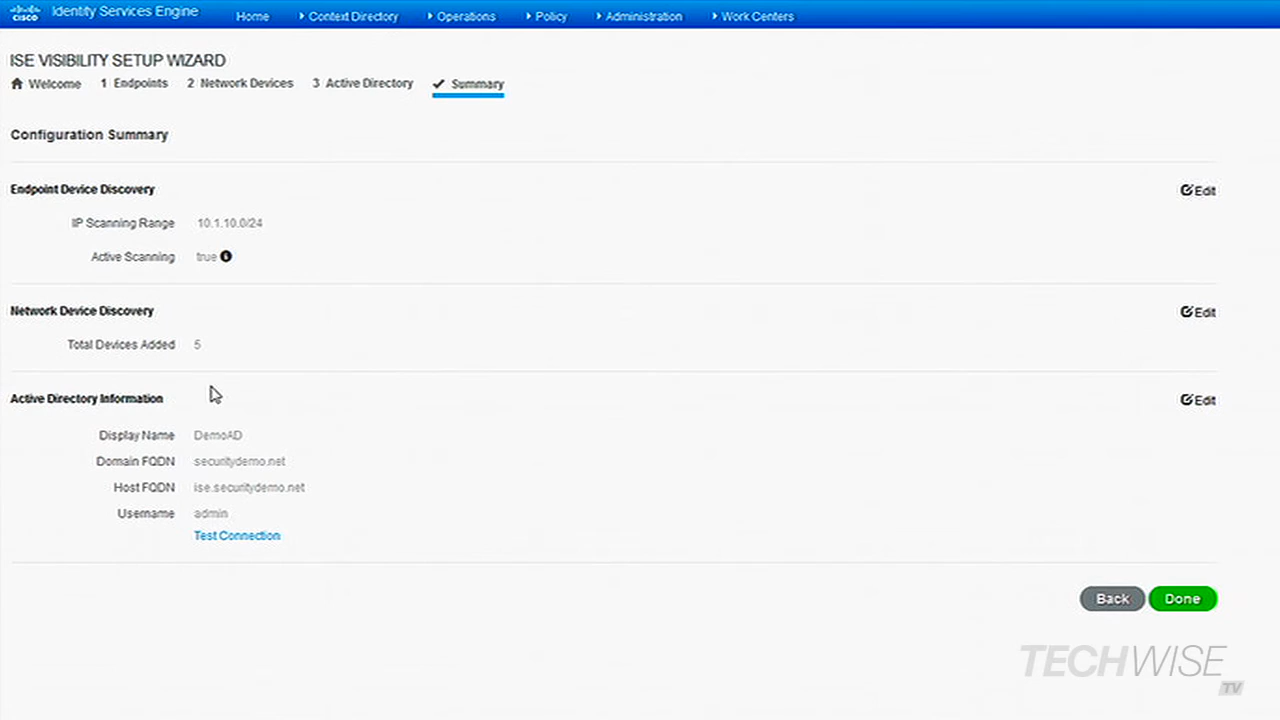 CISCO Identity Services Engine Home Context Directory Operations Policy Administration Work Centers
ISE VISIBILITY SETUP WIZARD
Welcome 1 Endpoints 2 Network Devices 3 Active Directory Summary
Configuration Summary
Endpoint Device Discovery Edit
IP Scanning Range 10.1.10.0/24
Active Scanning true
Network Device Discovery Edit
Total Devices Added 5
Active Directory Information Edit
Display Name DemoAD
Domain FQDN securitydemo.net
Host FQDN ise.securitydemo.net
Username admin
Test Connection
Back Done
TECHWISE
TV